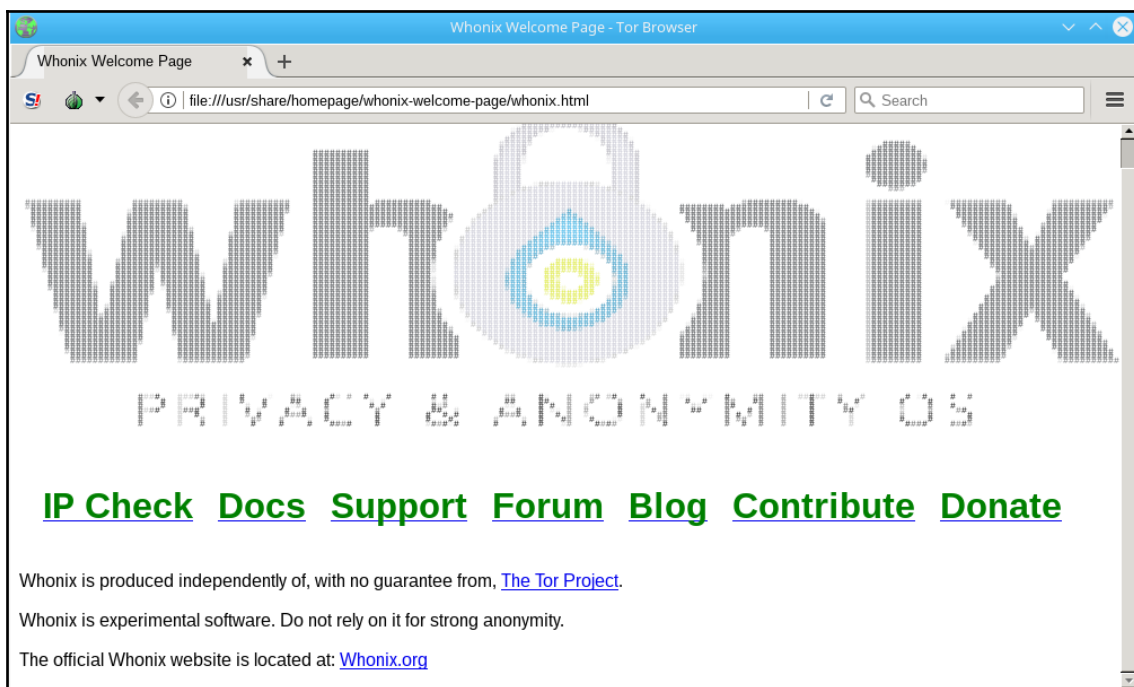 Whonix Welcome Page - Tor Browser
Whonix Welcome Page
S!
file:///usr/share/homepage/whonix-welcome-page/whonix.html
Search
whonix
PRIVACY & ANONYMITY OS
IP Check Docs Support Forum Blog Contribute Donate
Whonix is produced independently of, with no guarantee from, The Tor Project.
Whonix is experimental software. Do not rely on it for strong anonymity.
The official Whonix website is located at: Whonix.org